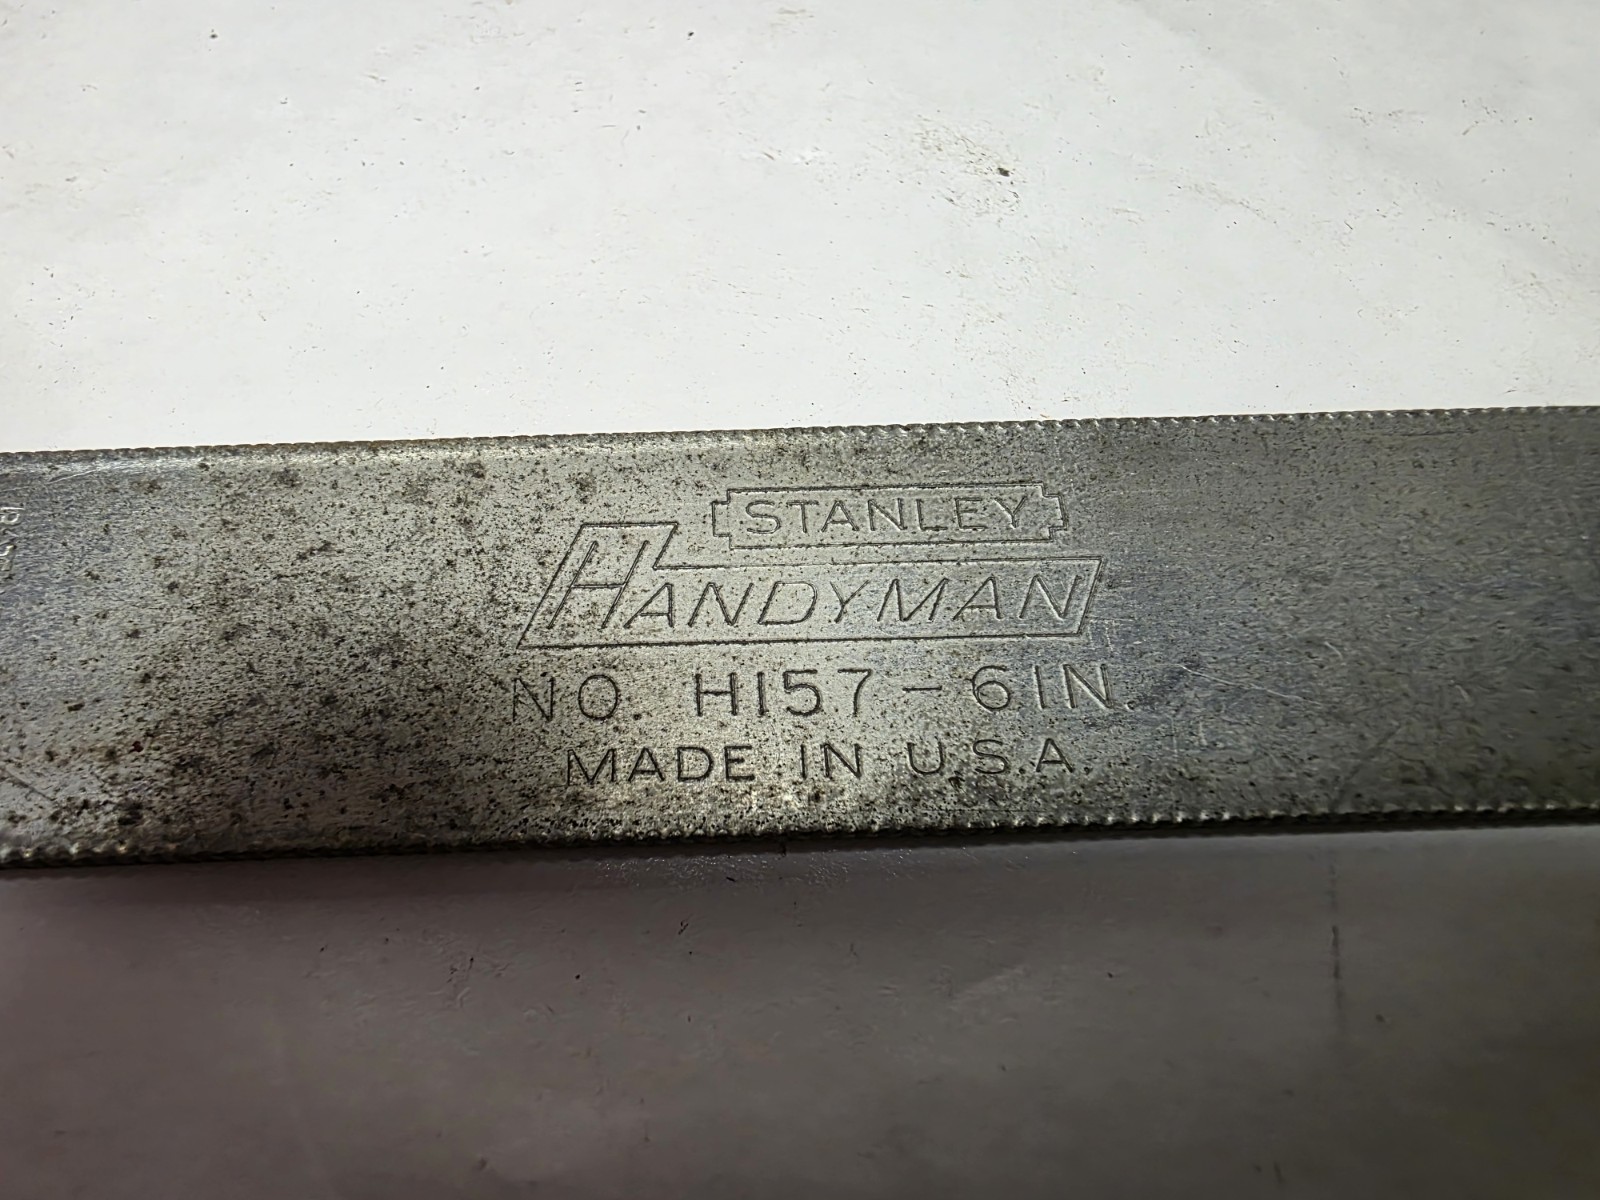 STANLEY
HANDYMAN
NO. H157-6IN.
MADE IN U.S.A.